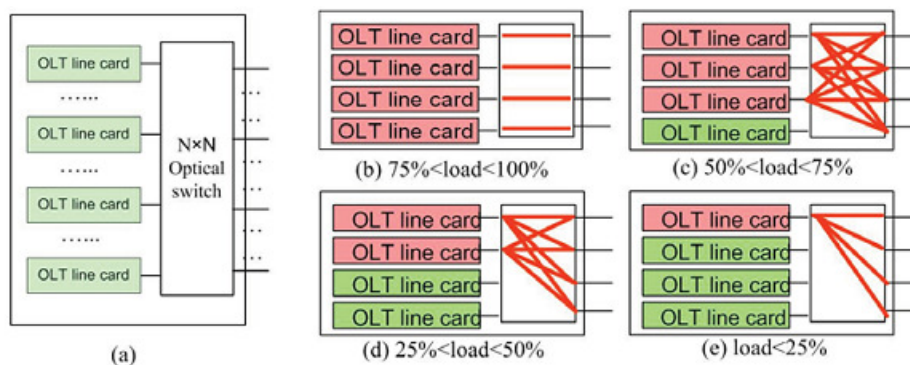 OLT line card
......
OLT line card
......
OLT line card
......
OLT line card
N×N
Optical
switch
...
...
...
(a)
OLT line card
OLT line card
OLT line card
OLT line card
(b) 75%<load<100%
OLT line card
OLT line card
OLT line card
OLT line card
(c) 50%<load<75%
OLT line card
OLT line card
OLT line card
OLT line card
(d) 25%<load<50%
OLT line card
OLT line card
OLT line card
OLT line card
(e) load<25%